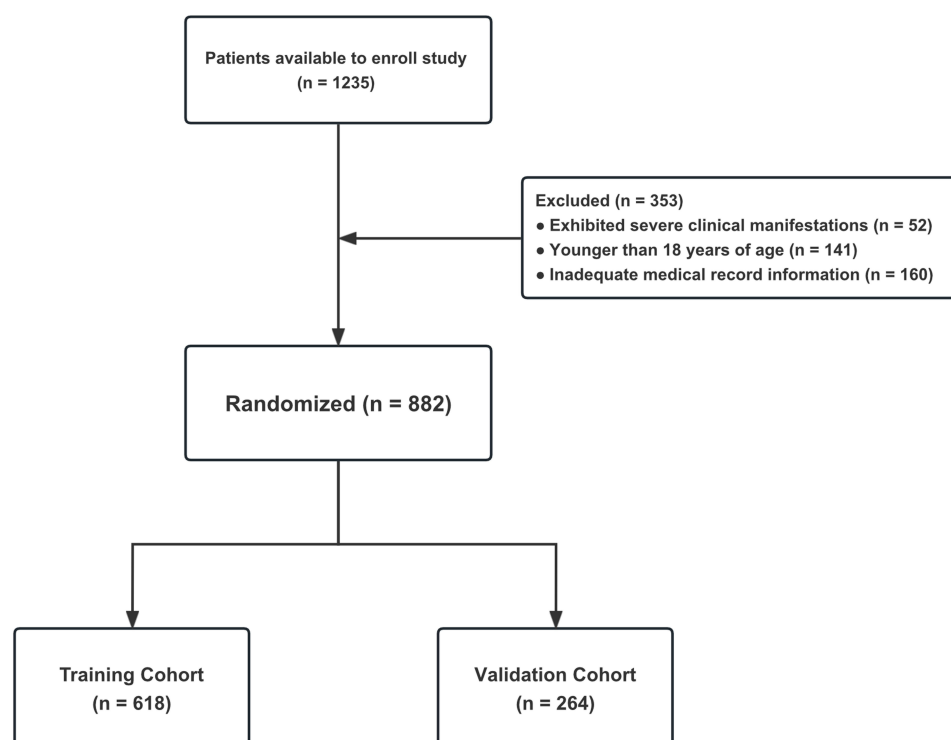 Patients available to enroll study
(n = 1235)
Excluded (n = 353)
● Exhibited severe clinical manifestations (n = 52)
● Younger than 18 years of age (n = 141)
● Inadequate medical record information (n = 160)
Randomized (n = 882)
Training Cohort
(n = 618)
Validation Cohort
(n = 264)